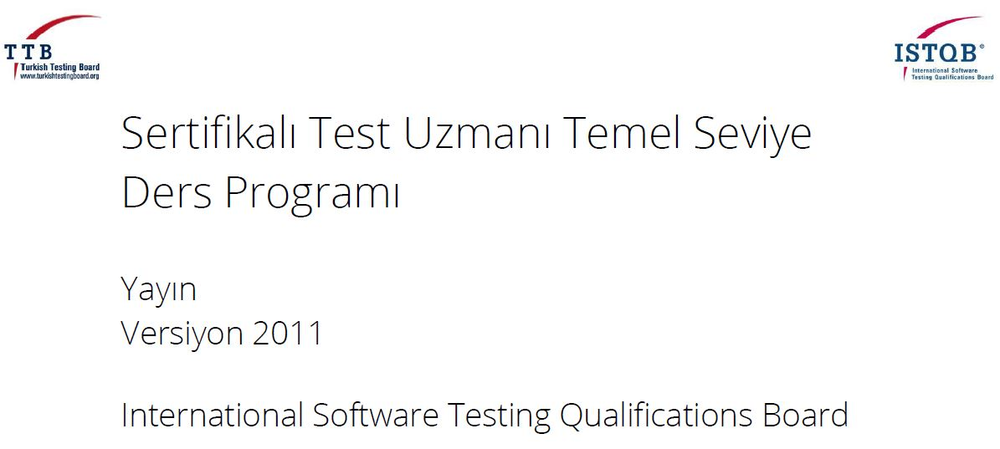 TTB
Turkish Testing Board
www.turkishtestingboard.org
ISTQB®
International Software
Testing Qualifications Board
Sertifikalı Test Uzmanı Temel Seviye
Ders Programı
Yayın
Versiyon 2011
International Software Testing Qualifications Board